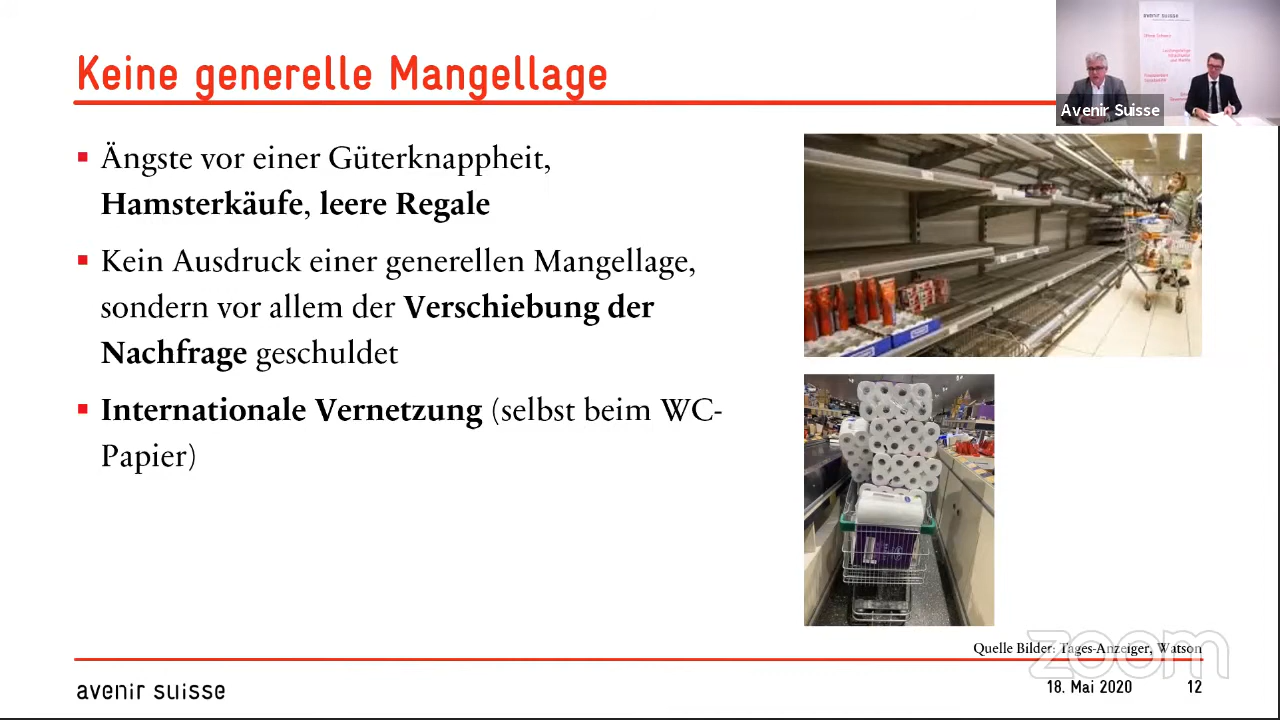 Keine generelle Mangellage
avenir suisse
Avenir Suisse
Ängste vor einer Güterknappheit,
Hamsterkäufe, leere Regale
Kein Ausdruck einer generellen Mangellage,
sondern vor allem der Verschiebung der
Nachfrage geschuldet
Internationale Vernetzung (selbst beim WC-
Papier)
Quelle Bilder: Tages-Anzeiger, Watson
zoom
avenir suisse
18. Mai 2020
12